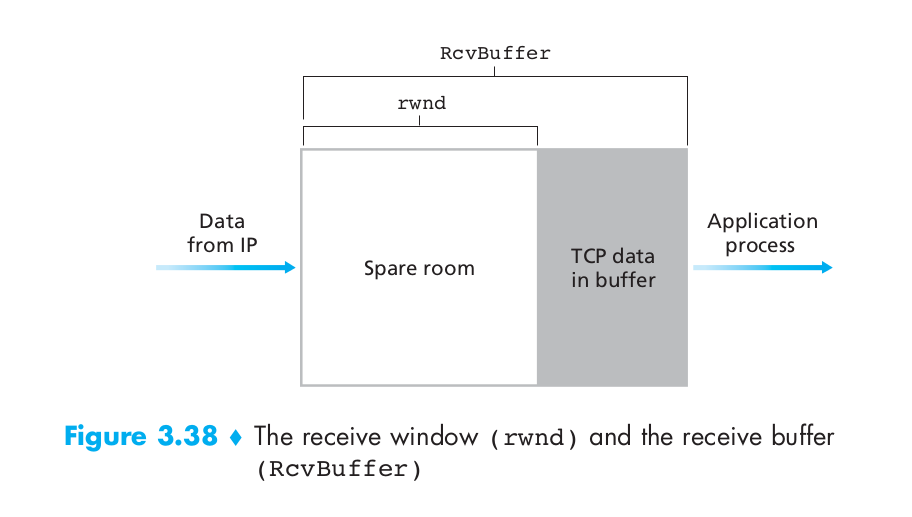 RcvBuffer
rwnd
Data
from IP
Spare room
TCP data
in buffer
Application
process
Figure 3.38 ♦ The receive window (rwnd) and the receive buffer
(RcvBuffer)